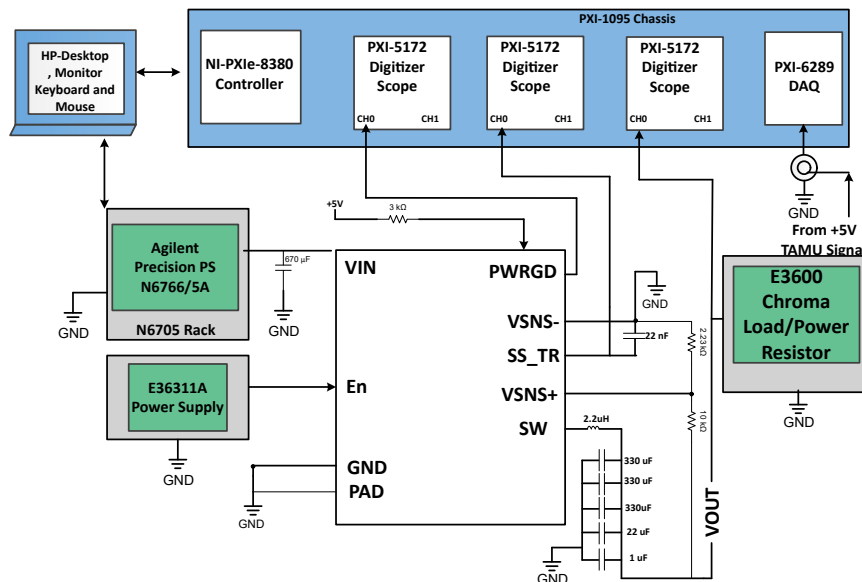 PXI-1095 Chassis
HP-Desktop
, Monitor
Keyboard and
Mouse
NI-PXIe-8380
Controller
PXI-5172
Digitizer
Scope
CH0 CH1
PXI-5172
Digitizer
Scope
CH0 CH1
PXI-5172
Digitizer
Scope
CH0 CH1
PXI-6289
DAQ
GND
From +5V
TAMU Signal
+5V
3 kΩ
Agilent
Precision PS
N6766/5A
N6705 Rack
GND
670 µF
GND
E36311A
Power Supply
GND
VIN
PWRGD
VSNS-
SS_TR
En
VSNS+
SW
GND
PAD
GND
GND
22 nF
2.23 kΩ
10 kΩ
2.2uH
330 uF
330 uF
330uF
22 uF
1 uF
GND
VOUT
E3600
Chroma
Load/Power
Resistor
GND
GND